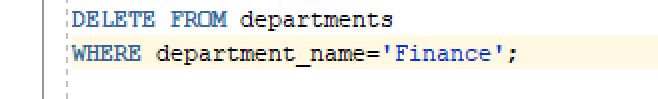 DELETE FROM departments
WHERE department_name='Finance';